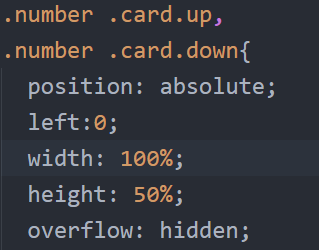 .number .card.up,
.number .card.down{
position: absolute;
left:0;
width: 100%;
height: 50%;
overflow: hidden;